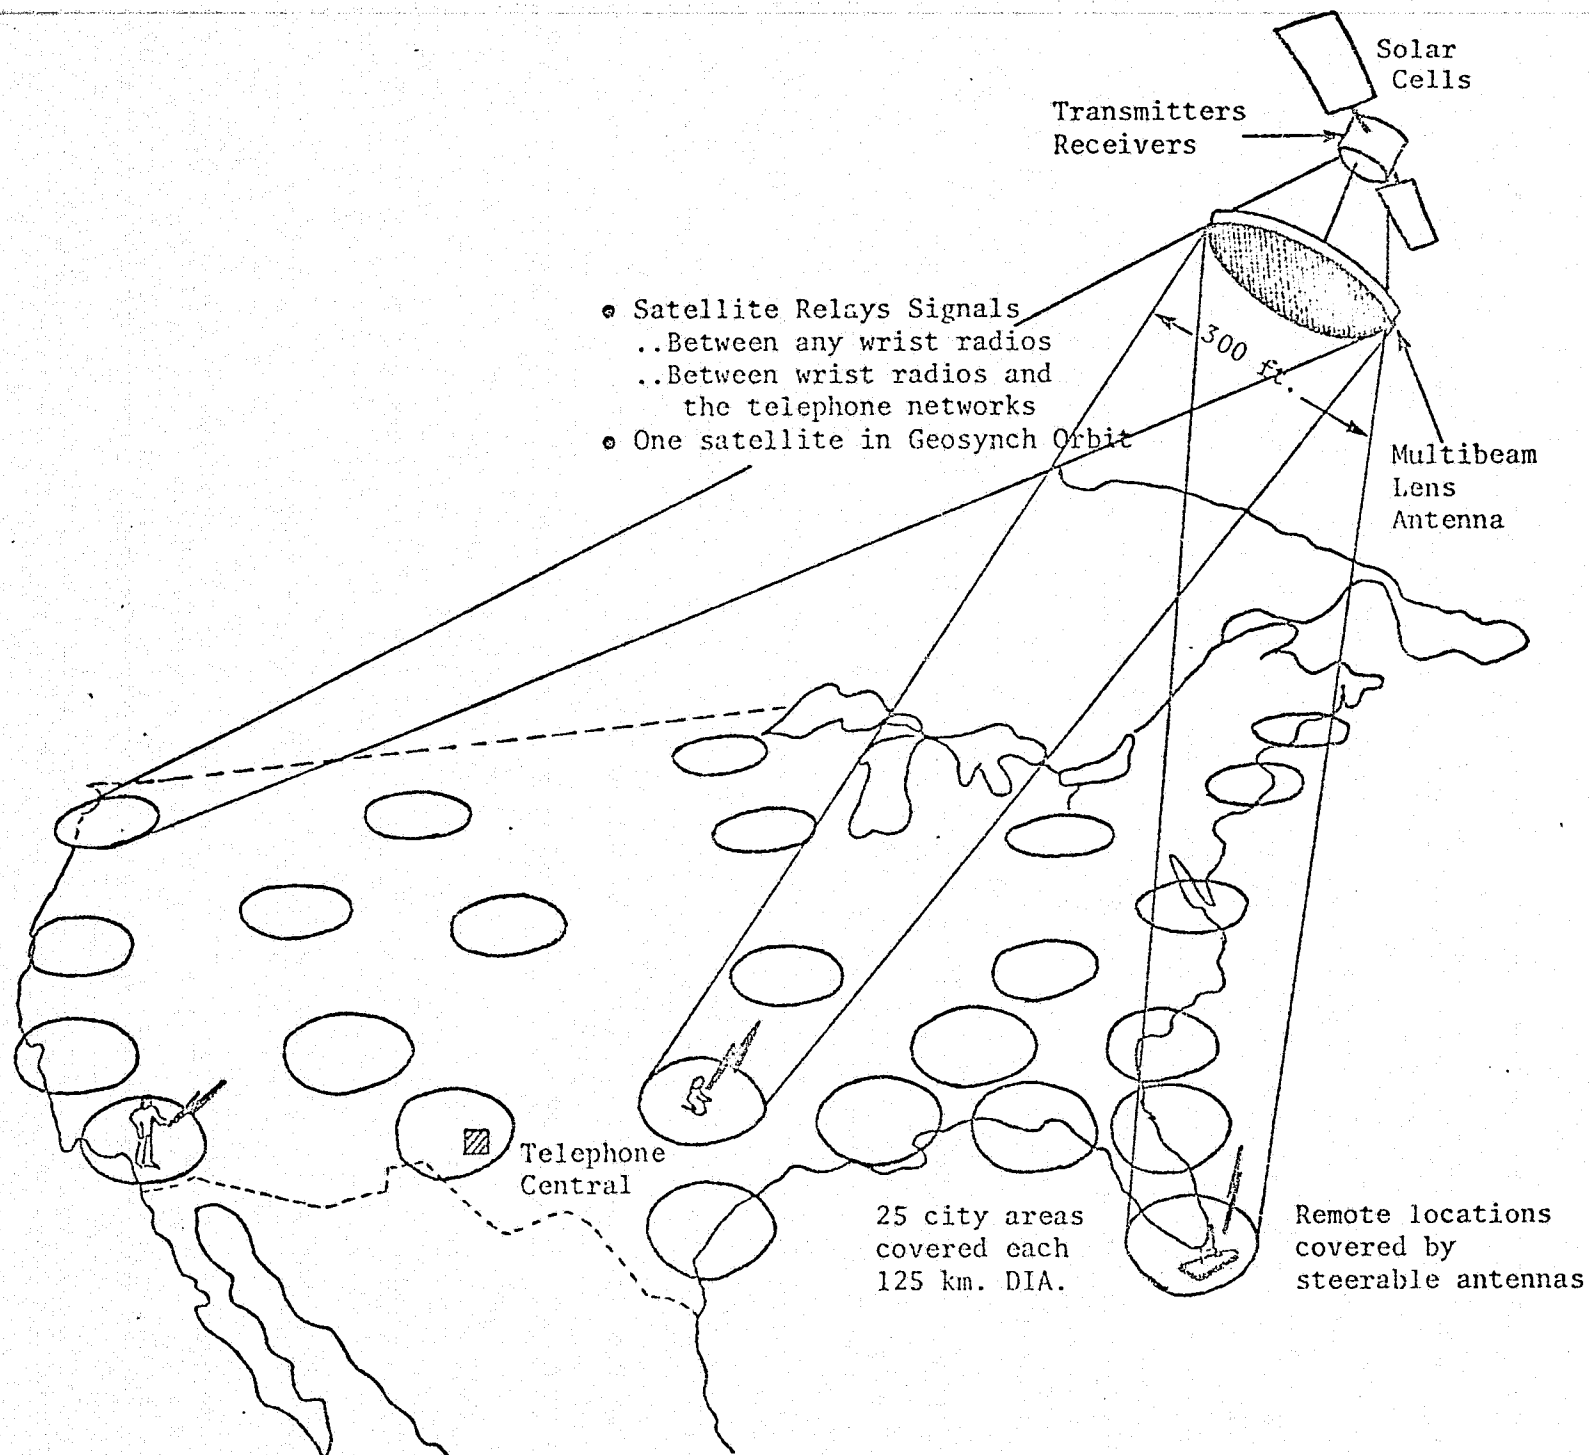 Solar
Cells
Transmitters
Receivers
• Satellite Relays Signals
..Between any wrist radios
..Between wrist radios and
the telephone networks
• One satellite in Geosynch Orbit
300 ft.
Multibeam
Lens
Antenna
Telephone
Central
25 city areas
covered each
125 km. DIA.
Remote locations
covered by
steerable antennas